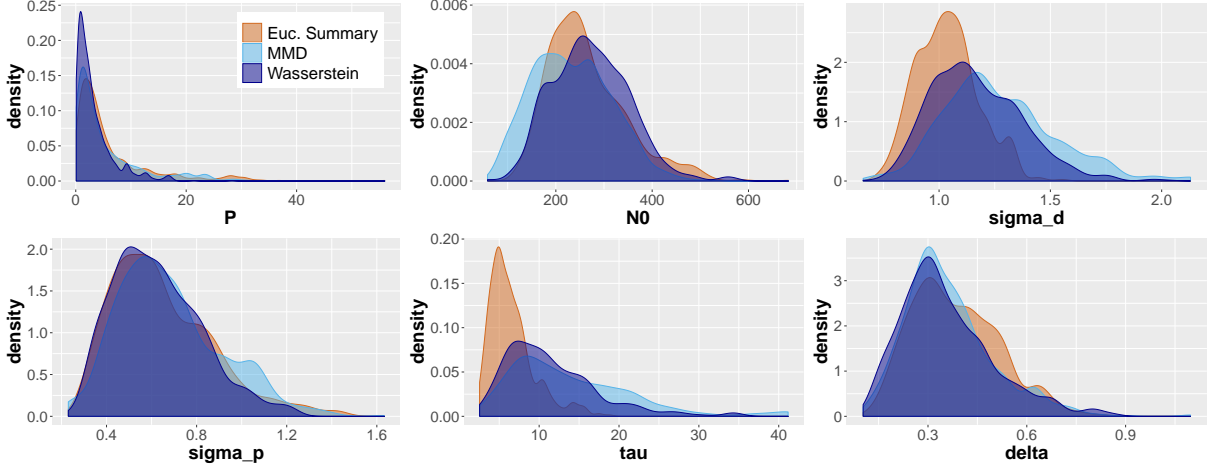 0.25
0.20
0.15
0.10
0.05
0.00
density
0 20 40
P
Euc. Summary
MMD
Wasserstein
0.006
0.004
0.002
0.000
density
200 400 600
N0
2
1
0
density
1.0 1.5 2.0
sigma_d
2.0
1.5
1.0
0.5
0.0
density
0.4 0.8 1.2 1.6
sigma_p
0.20
0.15
0.10
0.05
0.00
density
10 20 30 40
tau
3
2
1
0
density
0.3 0.6 0.9
delta